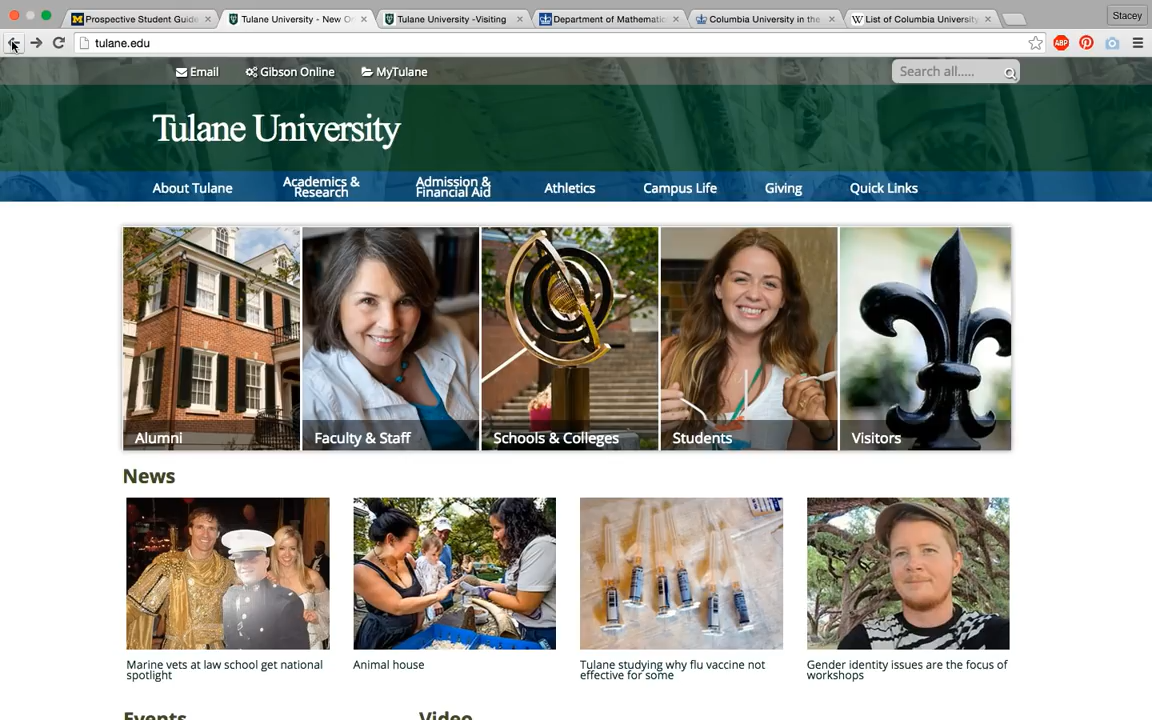 Prospective Student Guide
Tulane University - New O
Tulane University -Visiting
Department of Mathematic
Columbia University in the
List of Columbia University
Stacey
tulane.edu
ABP
Email
Gibson Online
MyTulane
Search all.....
Tulane University
About Tulane
Academics &
Research
Admission &
Financial Aid
Athletics
Campus Life
Giving
Quick Links
Alumni
Faculty & Staff
Schools & Colleges
Students
Visitors
News
Marine vets at law school get national
spotlight
Animal house
Tulane studying why flu vaccine not
effective for some
Gender identity issues are the focus of
workshops
Events
Video